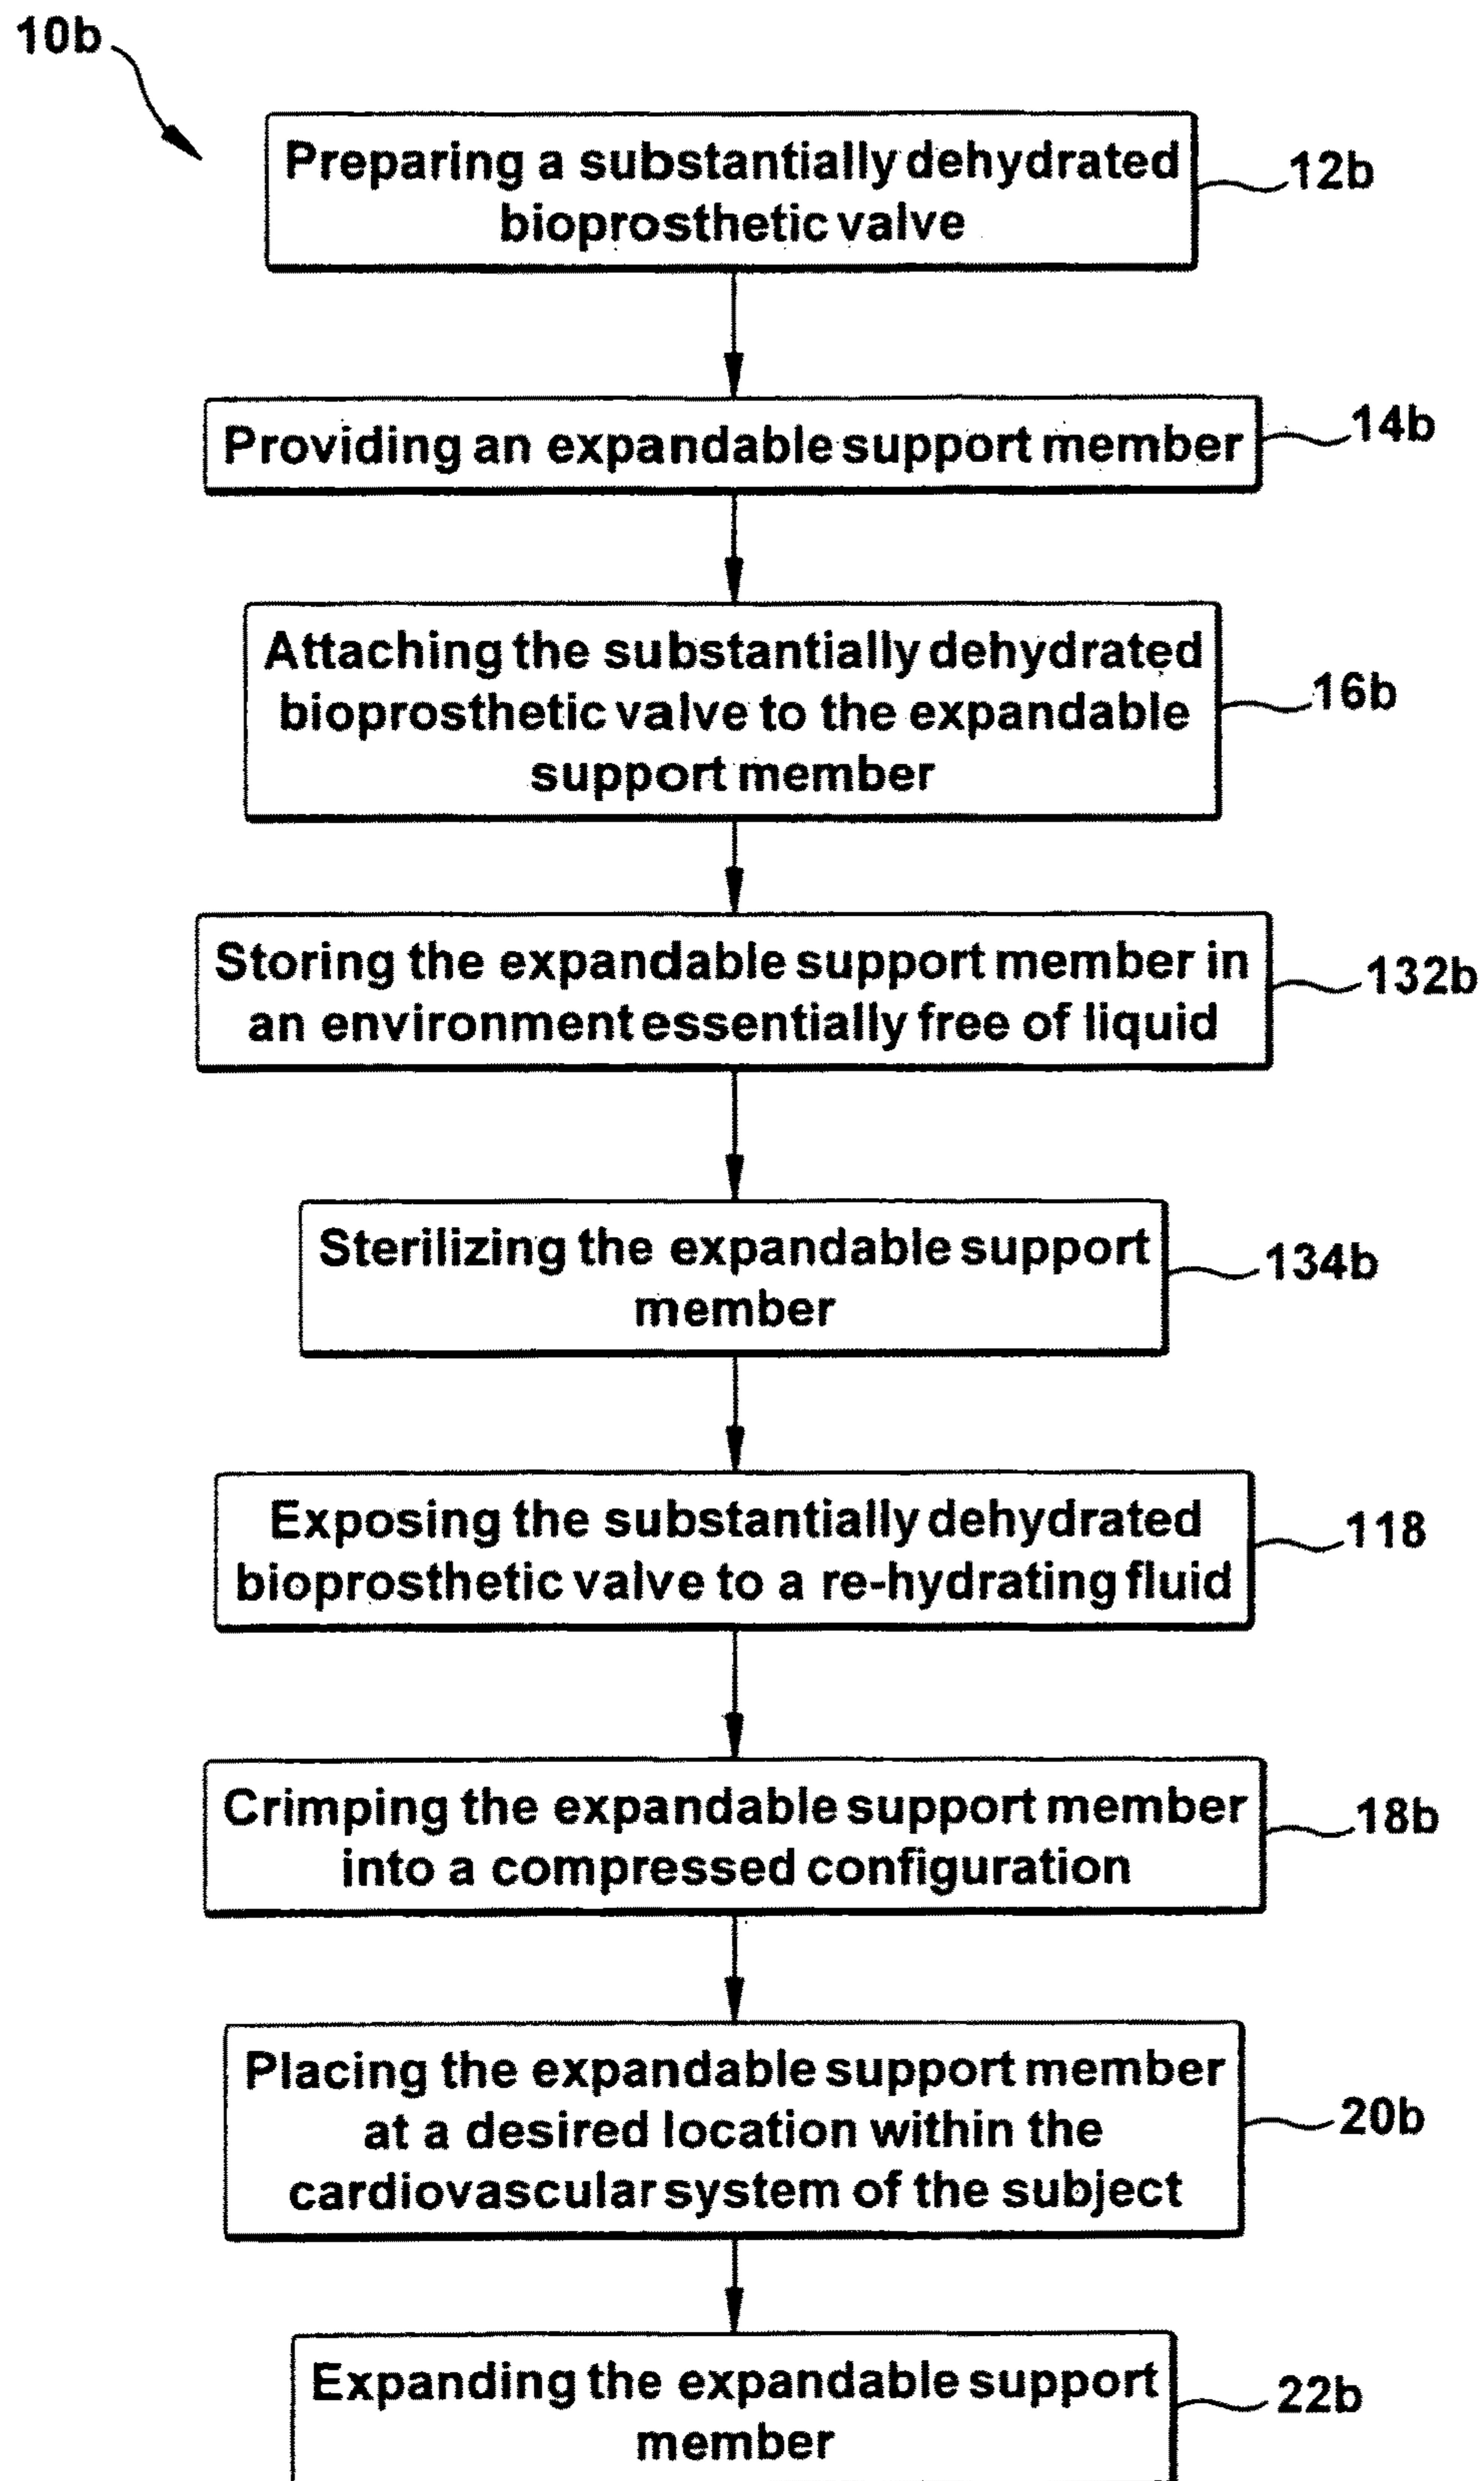 10b
Preparing a substantially dehydrated
bioprosthetic valve
12b
Providing an expandable support member
14b
Attaching the substantially dehydrated
bioprosthetic valve to the expandable
support member
16b
Storing the expandable support member in
an environment essentially free of liquid
132b
Sterilizing the expandable support
member
134b
Exposing the substantially dehydrated
bioprosthetic valve to a re-hydrating fluid
118
Crimping the expandable support member
into a compressed configuration
18b
Placing the expandable support member
at a desired location within the
cardiovascular system of the subject
20b
Expanding the expandable support
member
22b